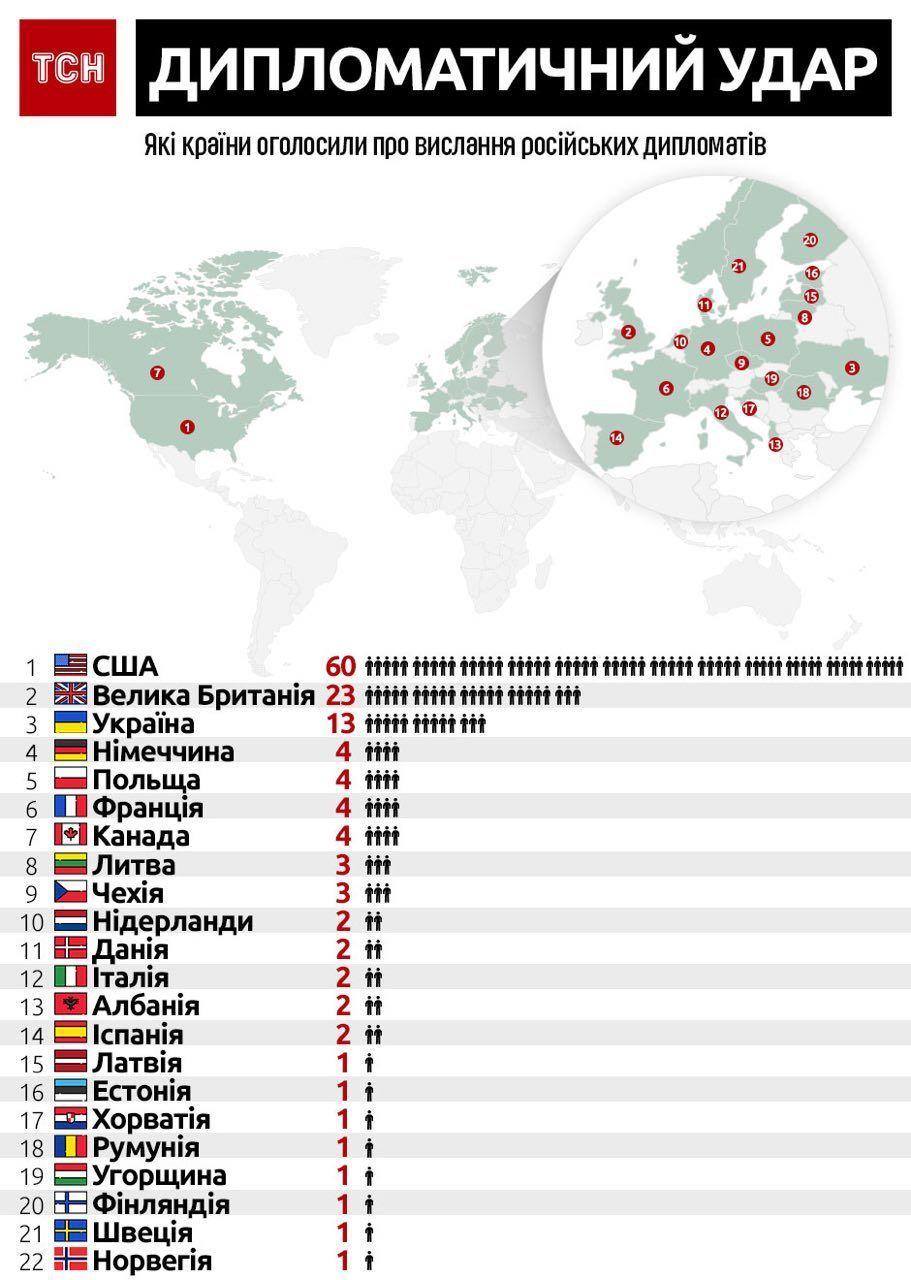 ТСН
ДИПЛОМАТИЧНИЙ УДАР
Які країни оголосили про вислання російських дипломатів
20
21
16
15
11
8
2
10
5
4
9
3
19
6
18
7
17
12
1
14
13
1 США 60
2 Велика Британія 23
3 Україна 13
4 Німеччина 4
5 Польща 4
6 Франція 4
7 Канада 4
8 Литва 3
9 Чехія 3
10 Нідерланди 2
11 Данія 2
12 Італія 2
13 Албанія 2
14 Іспанія 2
15 Латвія 1
16 Естонія 1
17 Хорватія 1
18 Румунія 1
19 Угорщина 1
20 Фінляндія 1
21 Швеція 1
22 Норвегія 1